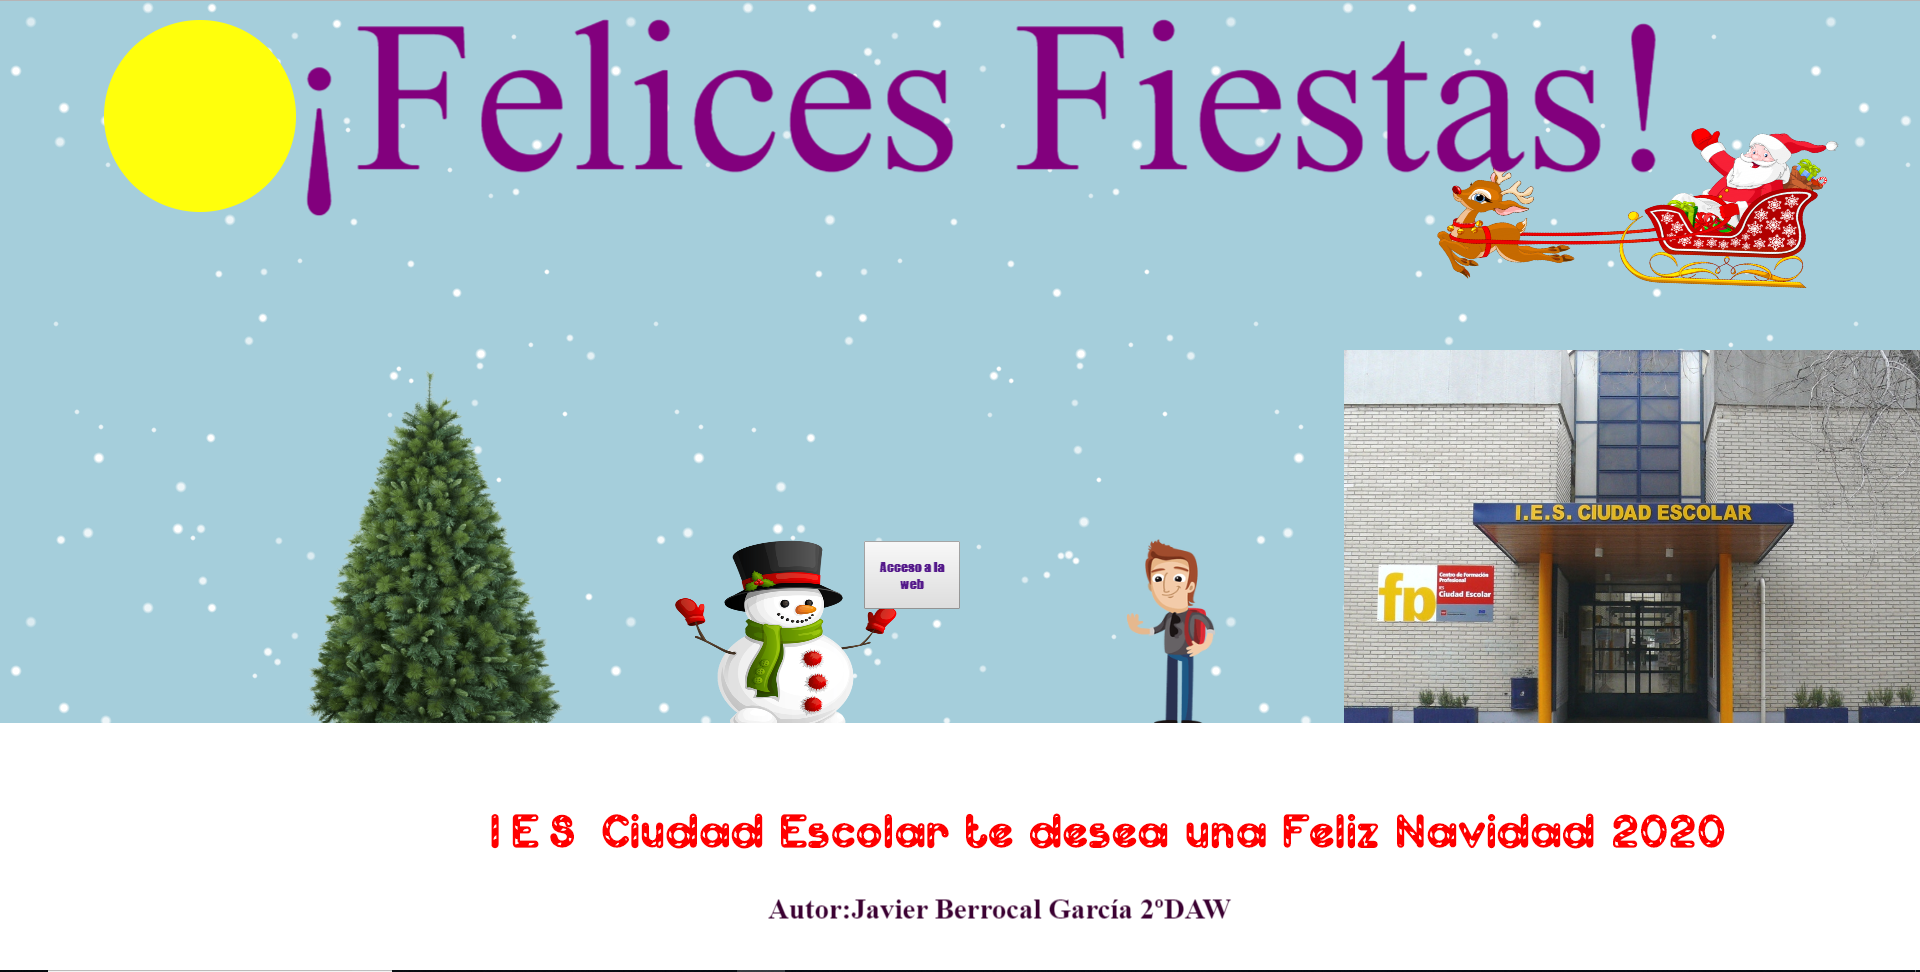 ¡Felices Fiestas!
I.E.S. CIUDAD ESCOLAR
Acceso a la
web
fp
Centro de Formación
Profesional
Ciudad Escolar
I E S Ciudad Escolar te desea una Feliz Navidad 2020
Autor:Javier Berrocal García 2ºDAW